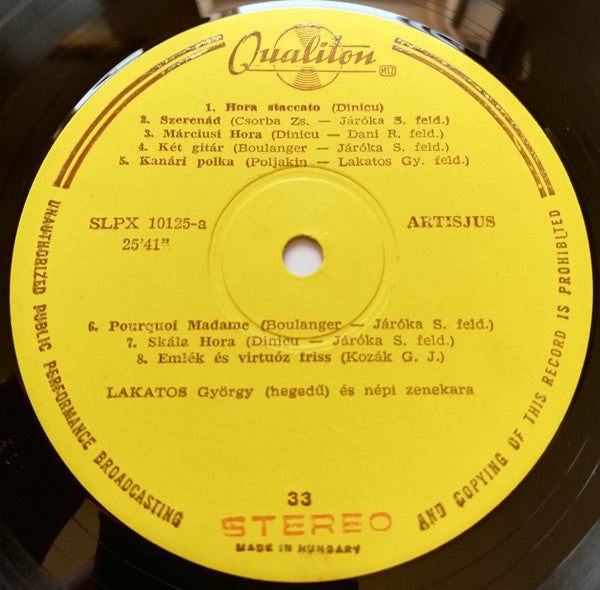 Qualiton
MHV
1. Hora staccato (Dinicu)
2. Szerenád (Csorba Zs. — Járóka S. feld.)
3. Márciusi Hora (Dinicu — Dani R. feld.)
4. Két gitár (Boulanger — Járóka S. feld.)
5. Kanári polka (Poljakin — Lakatos Gy. feld.)
SLPX 10125-a
25'41"
ARTISJUS
6. Pourquoi Madame (Boulanger — Járóka S. feld.)
7. Skála Hora (Dinicu — Járóka S. feld.)
8. Emlék és virtuóz friss (Kozák G. J.)
LAKATOS György (hegedű) és népi zenekara
33
STEREO
MADE IN HUNGARY
UNAUTHORIZED PUBLIC PERFORMANCE BROADCASTING AND COPYING OF THIS RECORD IS PROHIBITED